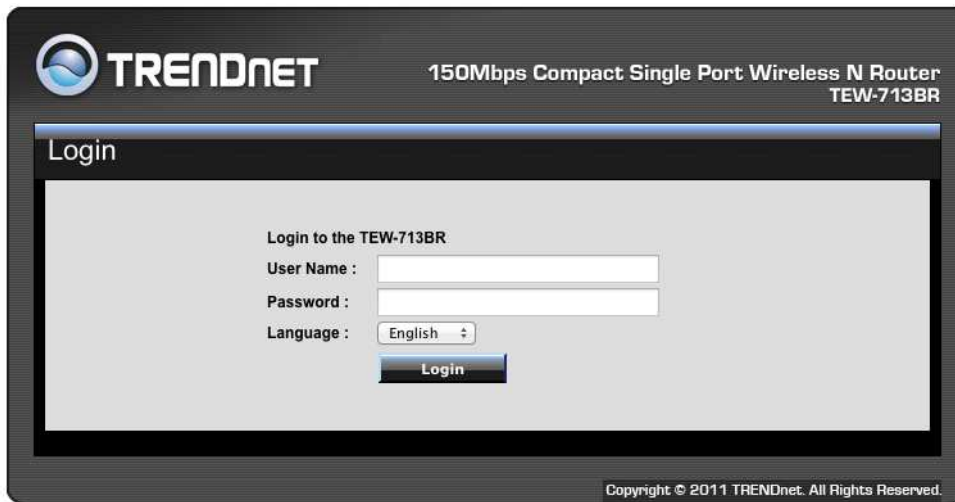 TRENDNET
150Mbps Compact Single Port Wireless N Router
TEW-713BR
Login
Login to the TEW-713BR
User Name :
Password :
Language : English
Login
Copyright © 2011 TRENDnet. All Rights Reserved.